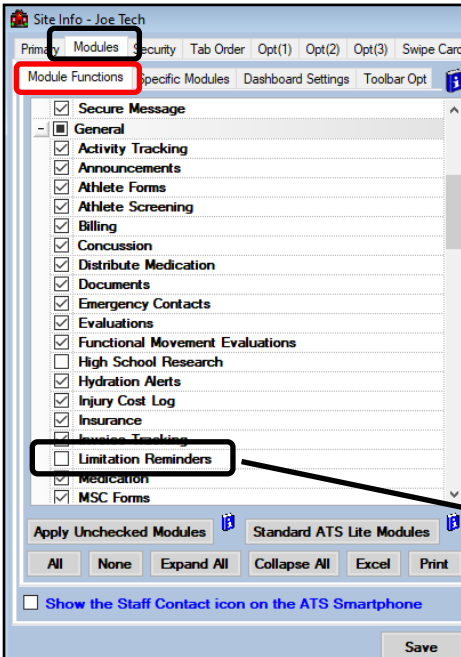 Site Info - Joe Tech
Primary Modules Security Tab Order Opt(1) Opt(2) Opt(3) Swipe Card
Module Functions Specific Modules Dashboard Settings Toolbar Opt
Secure Message
General
Activity Tracking
Announcements
Athlete Forms
Athlete Screening
Billing
Concussion
Distribute Medication
Documents
Emergency Contacts
Evaluations
Functional Movement Evaluations
High School Research
Hydration Alerts
Injury Cost Log
Insurance
Invoice Tracking
Limitation Reminders
Medication
MSC Forms
Apply Unchecked Modules Standard ATS Lite Modules
All None Expand All Collapse All Excel Print
Show the Staff Contact icon on the ATS Smartphone
Save